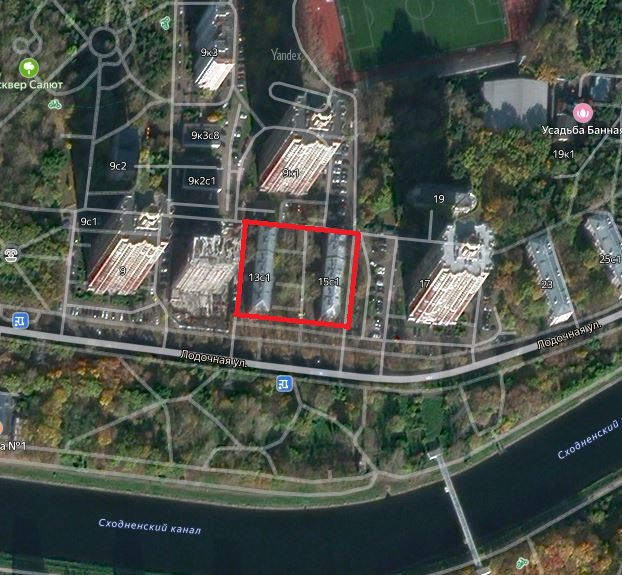 9к3
Yandex
сквер Салют
Усадьба Банная
9к3с8
9с2
9к2с1
9к1
19к1
19
9с1
9
13с1
15с1
17
23
25с1
Лодочная ул.
Лодочная ул.
а №1
Сходненский
Сходненский канал